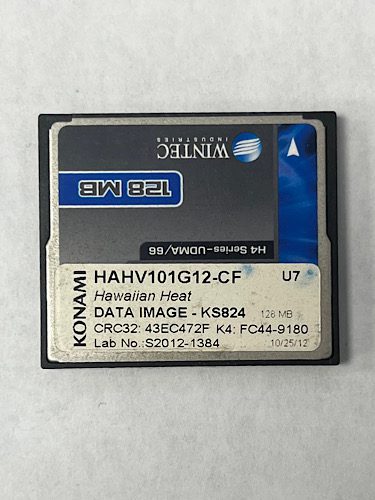 WINTEC
INDUSTRIES
128 MB
H4 Series-UDMA/66
KONAMI
HAHV101G12-CF U7
Hawaiian Heat
DATA IMAGE - KS824 128 MB
CRC32: 43EC472F K4: FC44-9180
Lab No.:S2012-1384 10/25/12